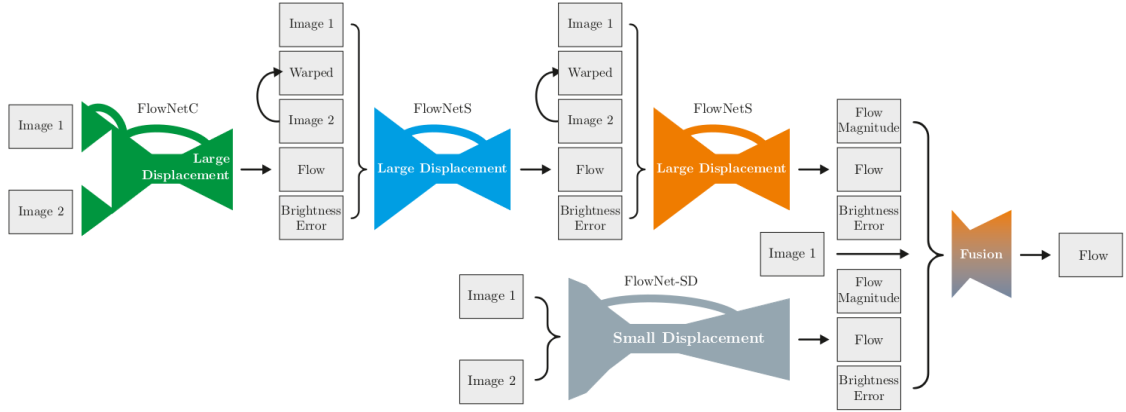 Image 1
Image 2
FlowNetC
Large
Displacement
Image 1
Warped
Image 2
Flow
Brightness
Error
FlowNetS
Large Displacement
Image 1
Warped
Image 2
Flow
Brightness
Error
FlowNetS
Large Displacement
Flow
Magnitude
Flow
Brightness
Error
Image 1
Image 1
Image 2
FlowNet-SD
Small Displacement
Flow
Magnitude
Flow
Brightness
Error
Fusion
Flow